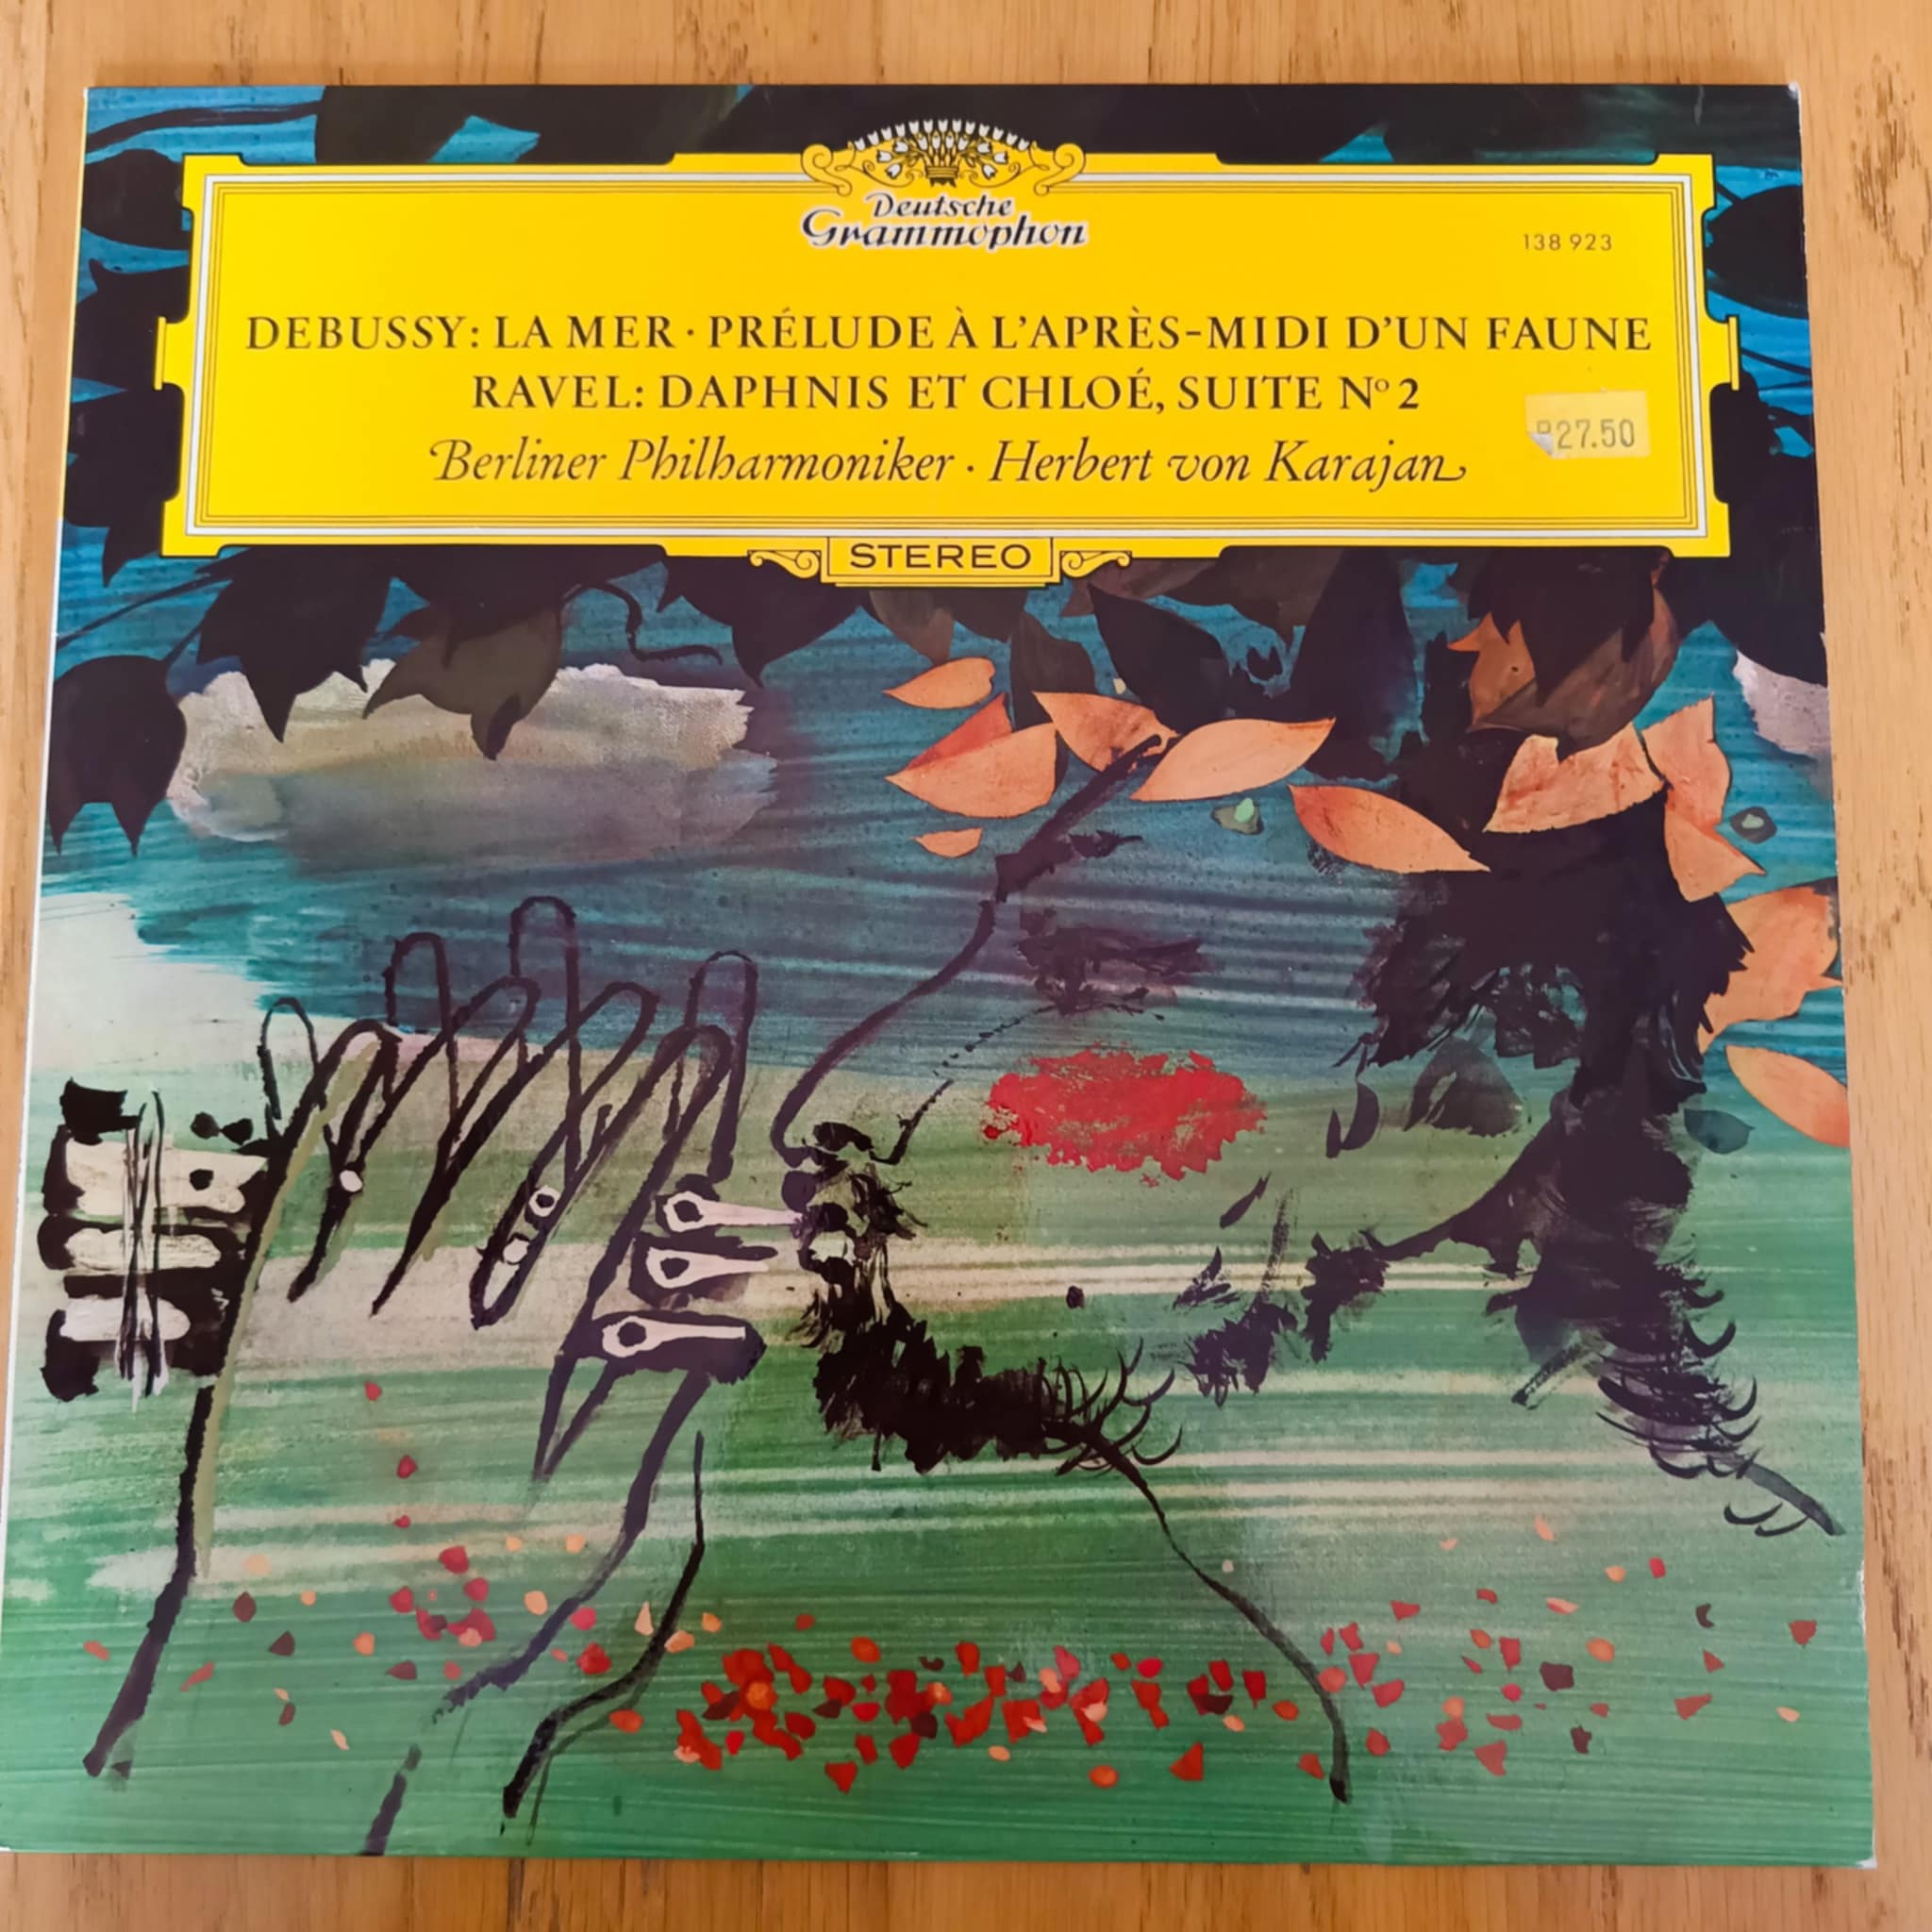 Deutsche
Grammophon
138 923
DEBUSSY: LA MER · PRÉLUDE À L'APRÈS-MIDI D'UN FAUNE
RAVEL: DAPHNIS ET CHLOÉ, SUITE Nº 2
R27.50
Berliner Philharmoniker · Herbert von Karajan
STEREO